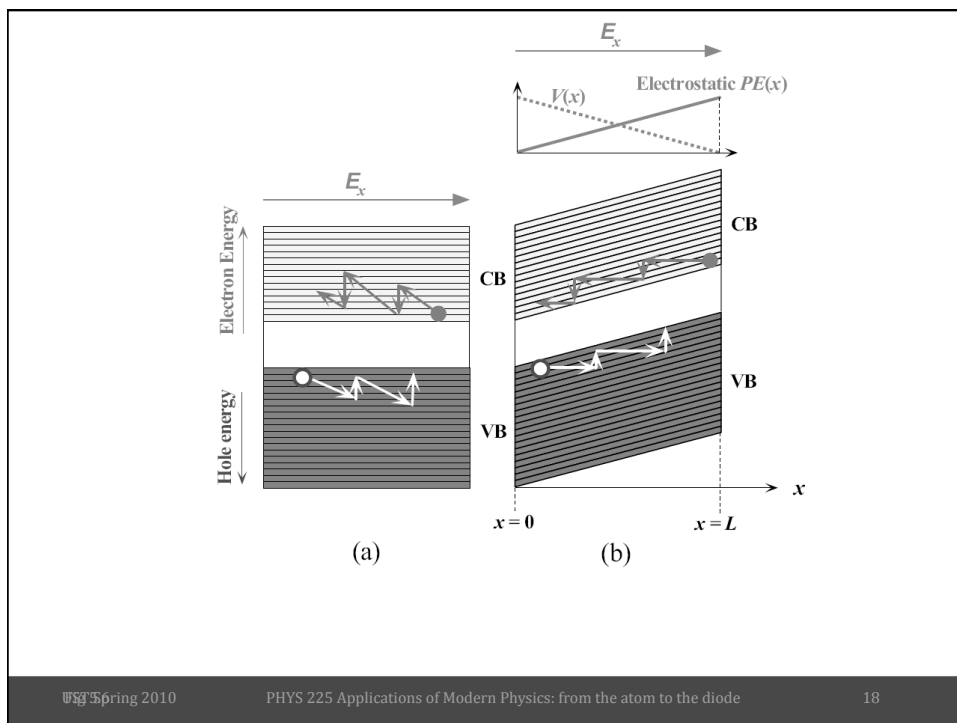 E_x
Electrostatic PE(x)
V(x)
E_x
Electron Energy
Hole energy
CB
VB
CB
VB
x
x = 0
x = L
(a)
(b)
PHYS 225 Applications of Modern Physics: from the atom to the diode
Spring 2010
18